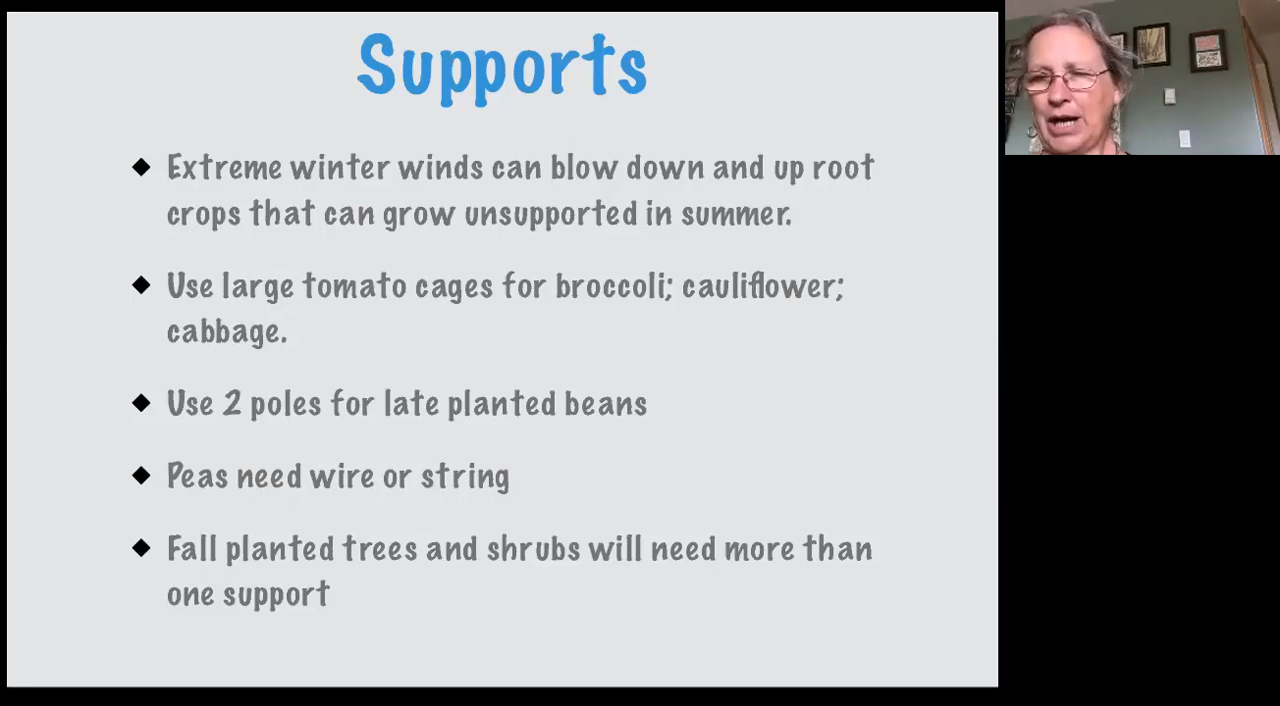 Supports
Extreme winter winds can blow down and up root
crops that can grow unsupported in summer.
Use large tomato cages for broccoli; cauliflower;
cabbage.
Use 2 poles for late planted beans
Peas need wire or string
Fall planted trees and shrubs will need more than
one support